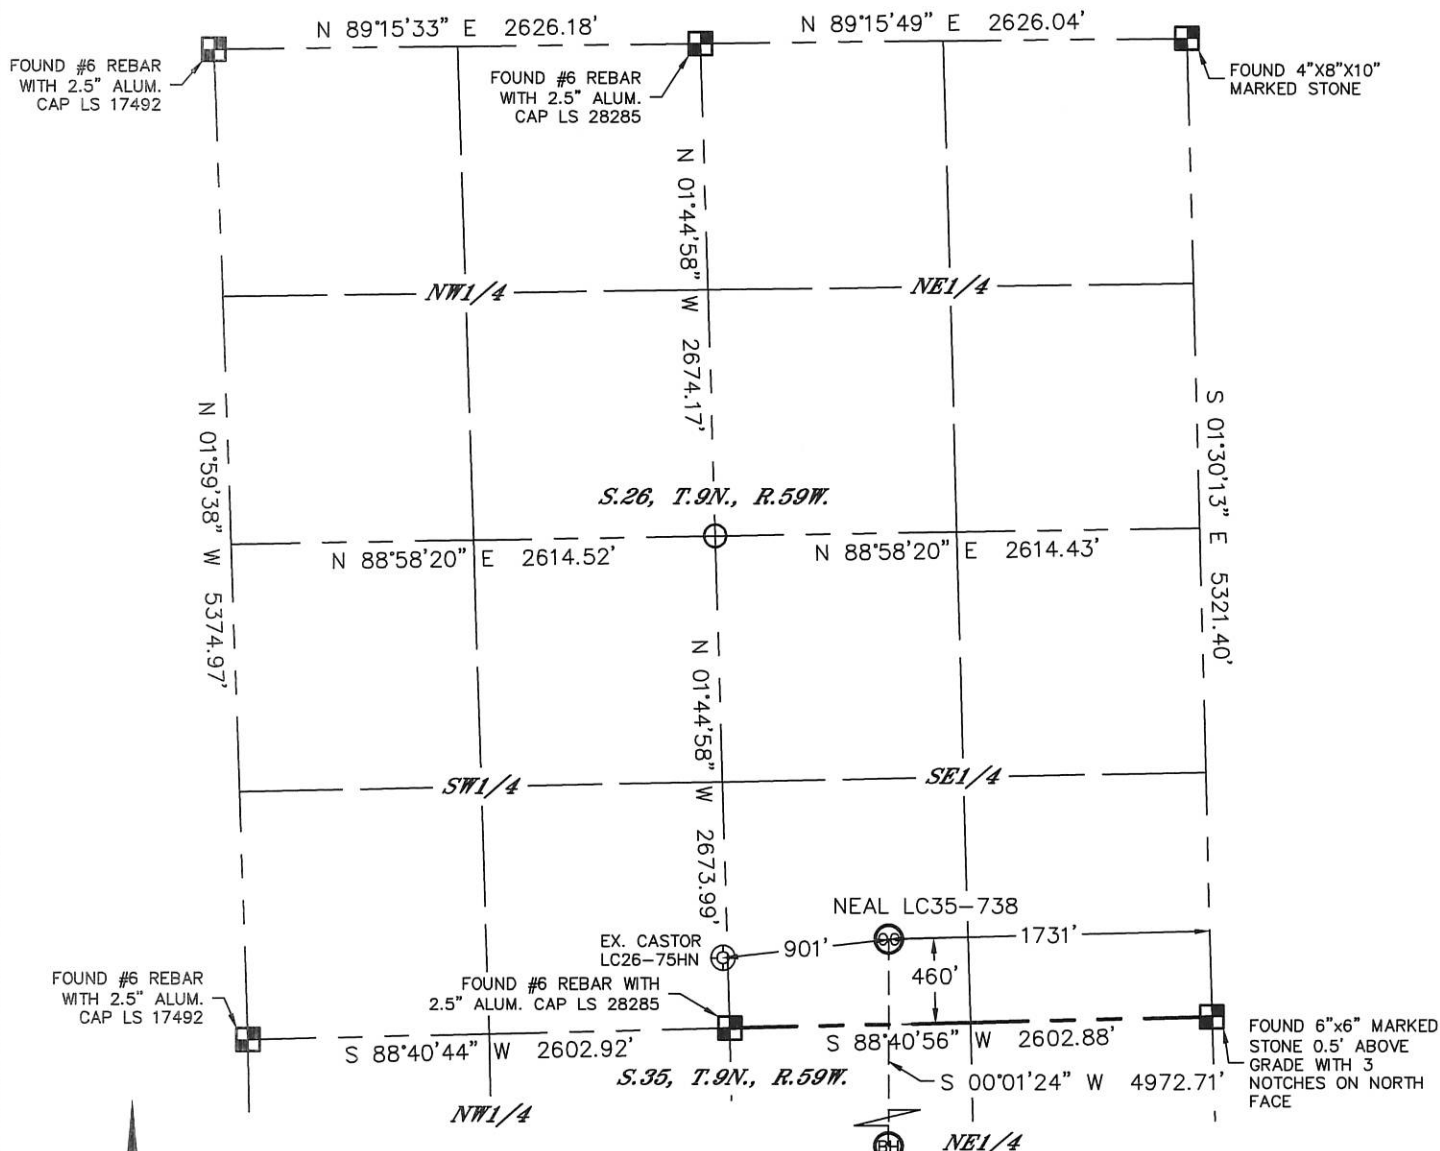 N 89°15'33" E 2626.18'
N 89°15'49" E 2626.04'
FOUND #6 REBAR
WITH 2.5" ALUM.
CAP LS 17492
FOUND #6 REBAR
WITH 2.5" ALUM.
CAP LS 28285
FOUND 4"X8"X10"
MARKED STONE
N 01°44'58" W 2674.17'
NW1/4
NE1/4
N 01°59'38" W 5374.97'
S 01°30'13" E 5321.40'
S.26, T.9N., R.59W.
N 88°58'20" E 2614.52'
N 88°58'20" E 2614.43'
N 01°44'58" W 2673.99'
SW1/4
SE1/4
NEAL LC35-738
OG
901'
1731'
460'
EX. CASTOR
LC26-75HN
FOUND #6 REBAR WITH
2.5" ALUM. CAP LS 28285
FOUND #6 REBAR
WITH 2.5" ALUM.
CAP LS 17492
S 88°40'44" W 2602.92'
S 88°40'56" W 2602.88'
FOUND 6"x6" MARKED
STONE 0.5' ABOVE
GRADE WITH 3
NOTCHES ON NORTH
FACE
S.35, T.9N., R.59W.
S 00°01'24" W 4972.71'
NW1/4
BH
NE1/4